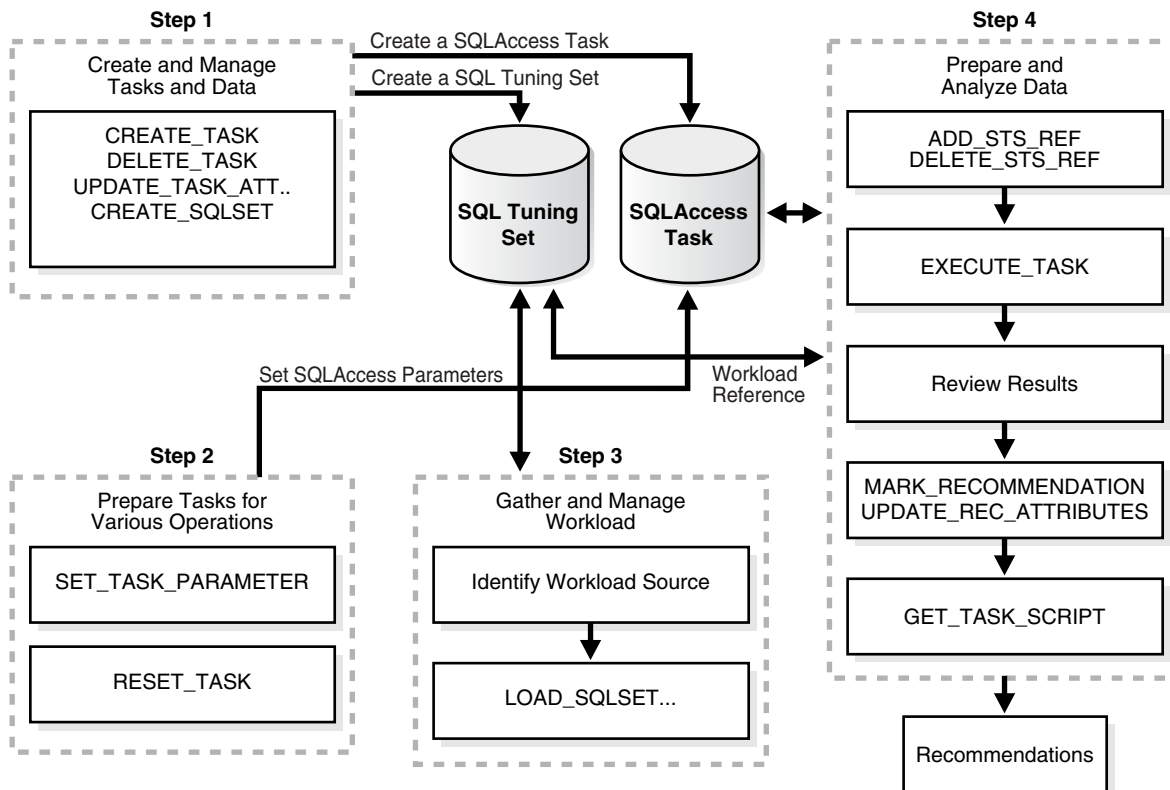 Step 1
Create and Manage
Tasks and Data
CREATE_TASK
DELETE_TASK
UPDATE_TASK_ATT..
CREATE_SQLSET
Create a SQLAccess Task
Create a SQL Tuning Set
SQL Tuning
Set
SQLAccess
Task
Set SQLAccess Parameters
Workload
Reference
Step 2
Prepare Tasks for
Various Operations
SET_TASK_PARAMETER
RESET_TASK
Step 3
Gather and Manage
Workload
Identify Workload Source
LOAD_SQLSET...
Step 4
Prepare and
Analyze Data
ADD_STS_REF
DELETE_STS_REF
EXECUTE_TASK
Review Results
MARK_RECOMMENDATION
UPDATE_REC_ATTRIBUTES
GET_TASK_SCRIPT
Recommendations